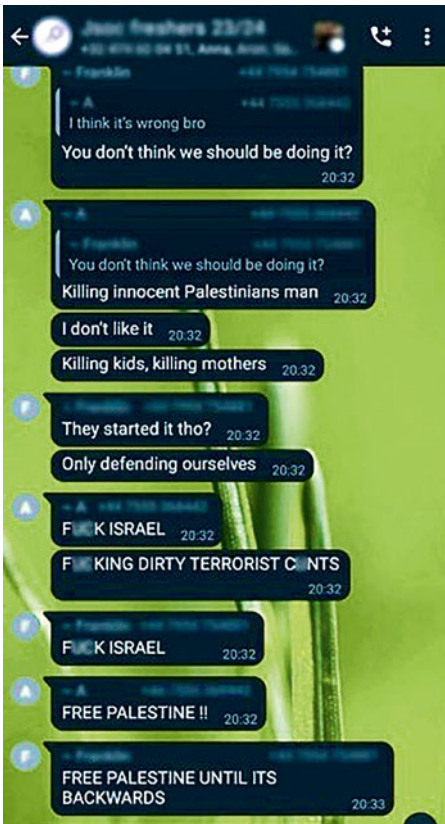 Jsoc freshers 23/24
~ Franklin
~ A
I think it's wrong bro
You don't think we should be doing it?
20:32
~ A
~ Franklin
You don't think we should be doing it?
Killing innocent Palestinians man 20:32
I don't like it 20:32
Killing kids, killing mothers 20:32
They started it tho? 20:32
Only defending ourselves 20:32
~ A
F K ISRAEL 20:32
F KING DIRTY TERRORIST C NTS
20:32
~ Franklin
F K ISRAEL 20:32
~ A
FREE PALESTINE !! 20:32
~ Franklin
FREE PALESTINE UNTIL ITS
BACKWARDS 20:33